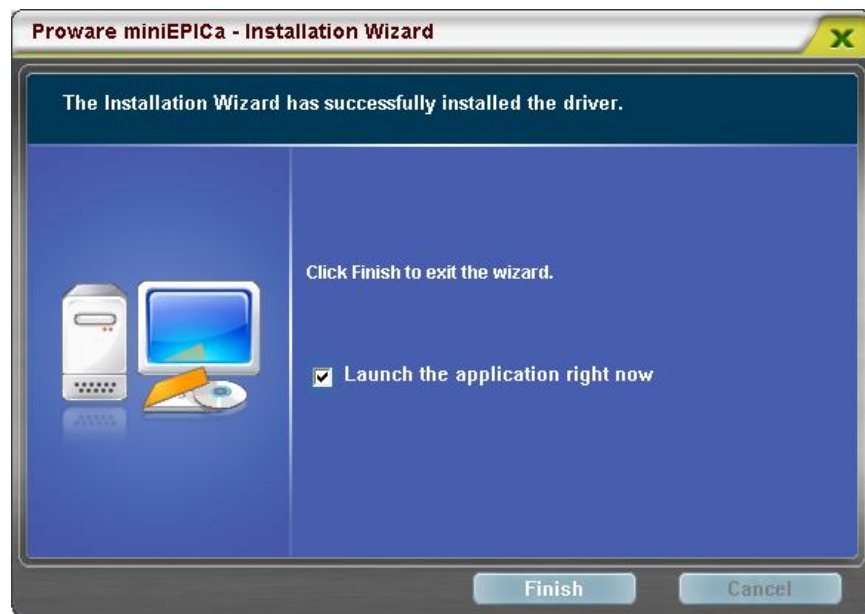 Proware miniEPICa - Installation Wizard
The Installation Wizard has successfully installed the driver.
Click Finish to exit the wizard.
Launch the application right now
Finish
Cancel